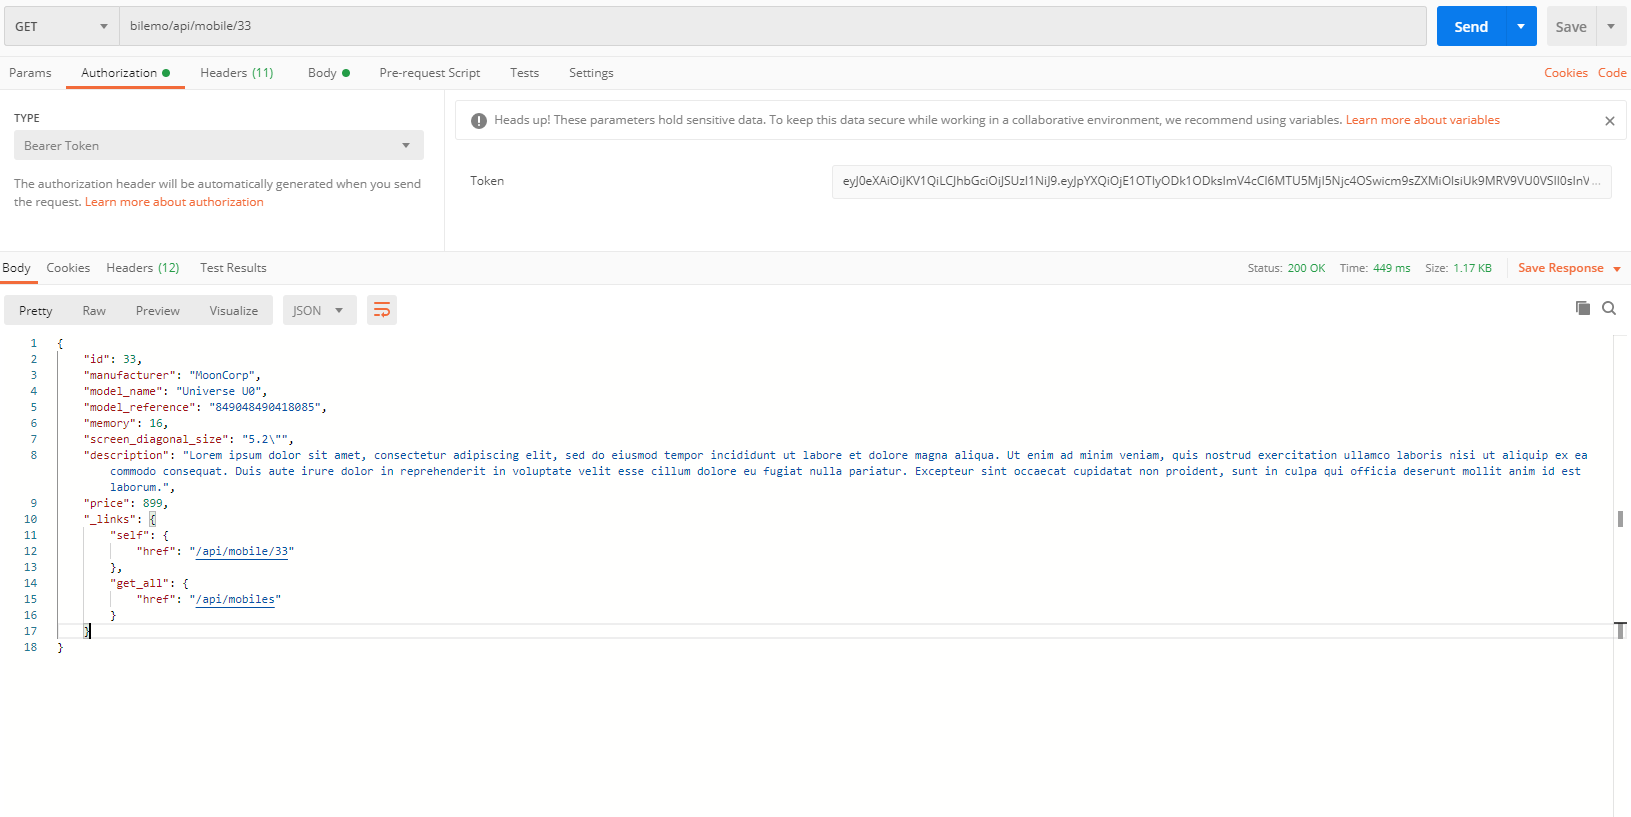 GET bilemo/api/mobile/33 Send Save
Params Authorization Headers (11) Body Pre-request Script Tests Settings Cookies Code
TYPE
Bearer Token
The authorization header will be automatically generated when you send
the request. Learn more about authorization
Heads up! These parameters hold sensitive data. To keep this data secure while working in a collaborative environment, we recommend using variables. Learn more about variables
Token
Body Cookies Headers (12) Test Results Status: 200 OK Time: 449 ms Size: 1.17 KB Save Response
Pretty Raw Preview Visualize JSON
1 {
2 "id": 33,
3 "manufacturer": "MoonCorp",
4 "model_name": "Universe U0",
5 "model_reference": "849048490418085",
6 "memory": 16,
7 "screen_diagonal_size": "5.2\"",
8 "description": "Lorem ipsum dolor sit amet, consectetur adipiscing elit, sed do eiusmod tempor incididunt ut labore et dolore magna aliqua. Ut enim ad minim veniam, quis nostrud exercitation ullamco laboris nisi ut aliquip ex ea
commodo consequat. Duis aute irure dolor in reprehenderit in voluptate velit esse cillum dolore eu fugiat nulla pariatur. Excepteur sint occaecat cupidatat non proident, sunt in culpa qui officia deserunt mollit anim id est
laborum.",
9 "price": 899,
10 "_links": {
11 "self": {
12 "href": "/api/mobile/33"
13 },
14 "get_all": {
15 "href": "/api/mobiles"
16 }
17 }
18 }